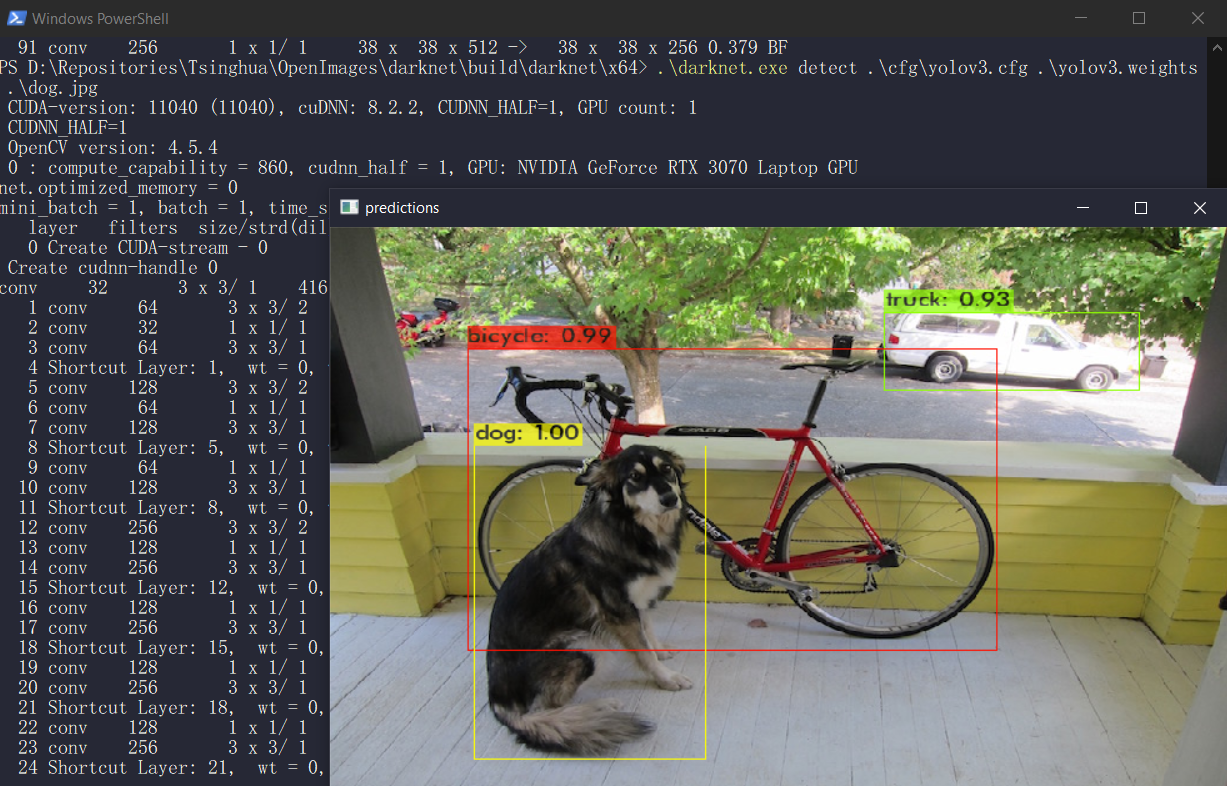 Windows PowerShell
91 conv 256 1 x 1/ 1 38 x 38 x 512 -> 38 x 38 x 256 0.379 BF
PS D:\Repositories\Tsinghua\OpenImages\darknet\build\darknet\x64> .\darknet.exe detect .\cfg\yolov3.cfg .\yolov3.weights
.\dog.jpg
CUDA-version: 11040 (11040), cuDNN: 8.2.2, CUDNN_HALF=1, GPU count: 1
CUDNN_HALF=1
OpenCV version: 4.5.4
0 : compute_capability = 860, cudnn_half = 1, GPU: NVIDIA GeForce RTX 3070 Laptop GPU
net.optimized_memory = 0
mini_batch = 1, batch = 1, time_s
layer filters size/strd(dil
0 Create CUDA-stream - 0
Create cudnn-handle 0
conv 32 3 x 3/ 1 416
1 conv 64 3 x 3/ 2
2 conv 32 1 x 1/ 1
3 conv 64 3 x 3/ 1
4 Shortcut Layer: 1, wt = 0,
5 conv 128 3 x 3/ 2
6 conv 64 1 x 1/ 1
7 conv 128 3 x 3/ 1
8 Shortcut Layer: 5, wt = 0,
9 conv 64 1 x 1/ 1
10 conv 128 3 x 3/ 1
11 Shortcut Layer: 8, wt = 0,
12 conv 256 3 x 3/ 2
13 conv 128 1 x 1/ 1
14 conv 256 3 x 3/ 1
15 Shortcut Layer: 12, wt = 0,
16 conv 128 1 x 1/ 1
17 conv 256 3 x 3/ 1
18 Shortcut Layer: 15, wt = 0,
19 conv 128 1 x 1/ 1
20 conv 256 3 x 3/ 1
21 Shortcut Layer: 18, wt = 0,
22 conv 128 1 x 1/ 1
23 conv 256 3 x 3/ 1
24 Shortcut Layer: 21, wt = 0,
predictions
truck: 0.93
bicycle: 0.99
dog: 1.00